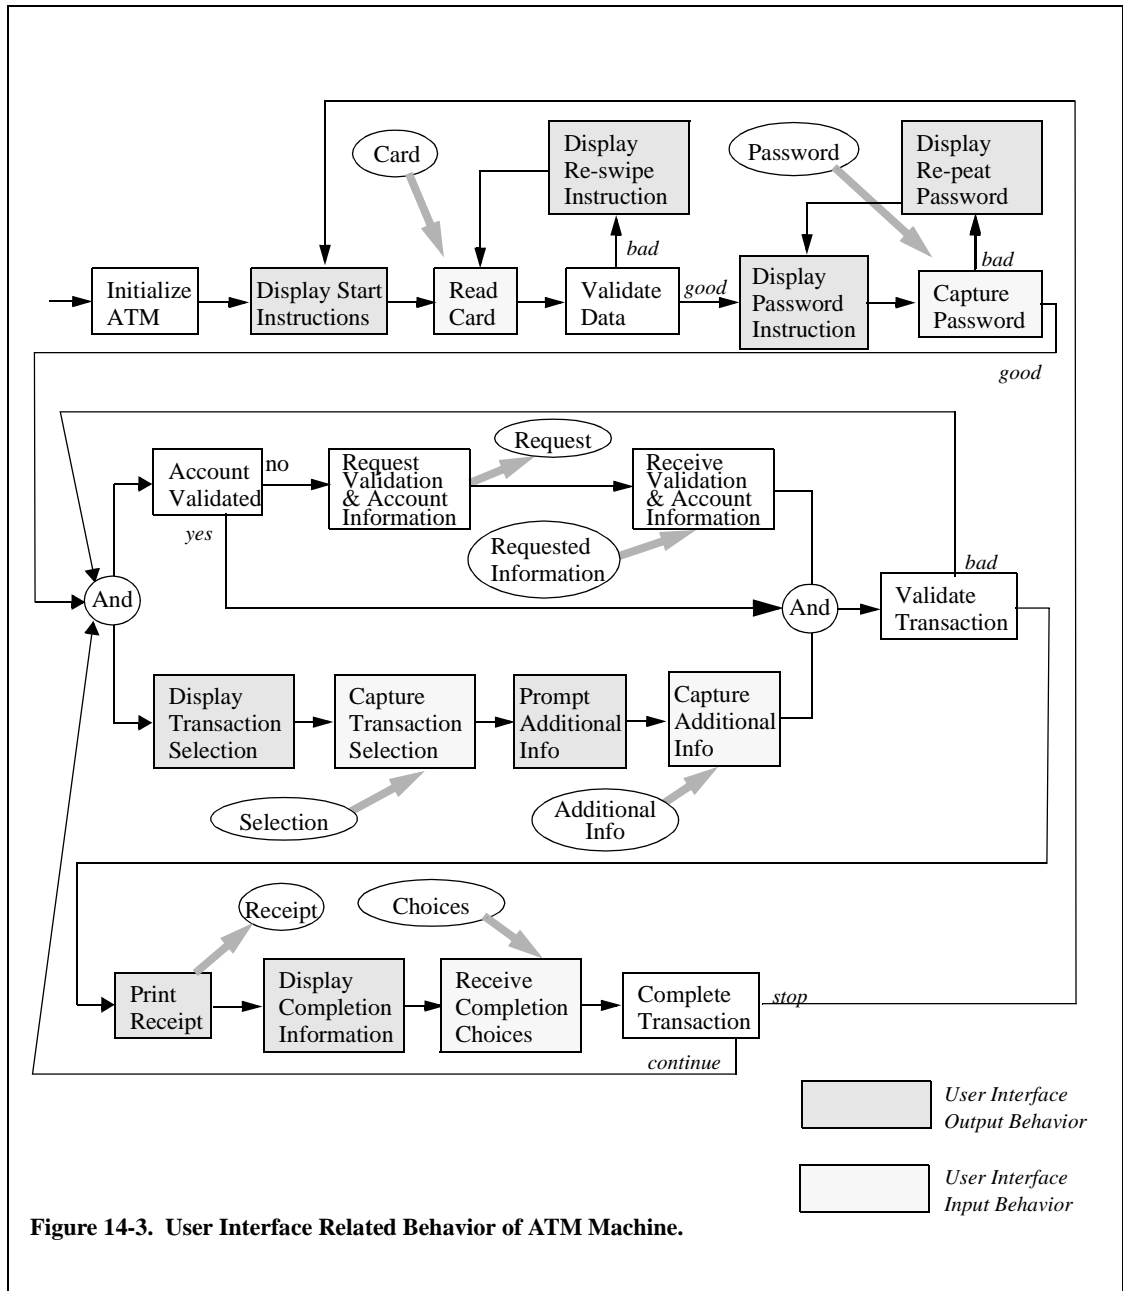 Card
Display
Re-swipe
Instruction
Password
Display
Re-peat
Password
bad
bad
Initialize
ATM
Display Start
Instructions
Read
Card
Validate
Data
good
Display
Password
Instruction
Capture
Password
good
Request
Account
Validated
no
yes
Request
Validation
& Account
Information
Receive
Validation
& Account
Information
Requested
Information
And
And
bad
Validate
Transaction
Display
Transaction
Selection
Capture
Transaction
Selection
Prompt
Additional
Info
Capture
Additional
Info
Selection
Additional
Info
Receipt
Choices
Print
Receipt
Display
Completion
Information
Receive
Completion
Choices
Complete
Transaction
stop
continue
User Interface
Output Behavior
User Interface
Input Behavior
Figure 14-3. User Interface Related Behavior of ATM Machine.